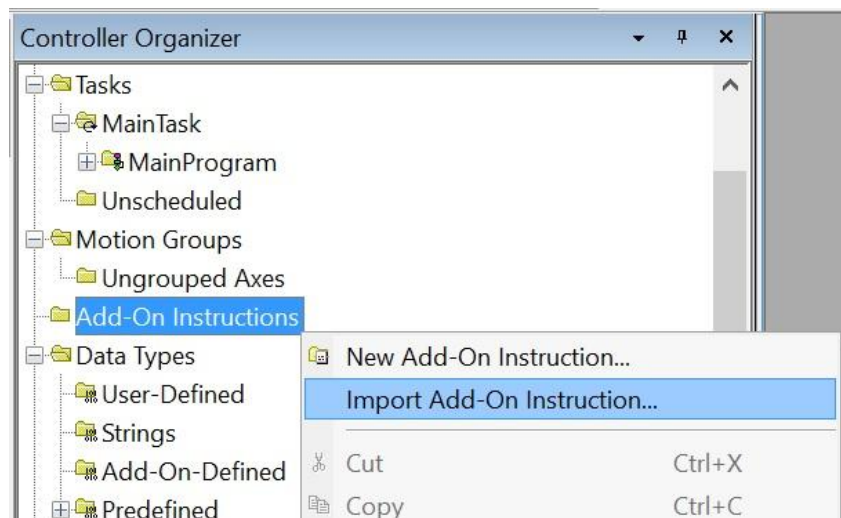 Controller Organizer
Tasks
MainTask
MainProgram
Unscheduled
Motion Groups
Ungrouped Axes
Add-On Instructions
Data Types
New Add-On Instruction...
User-Defined
Import Add-On Instruction...
Strings
Add-On-Defined
Cut Ctrl+X
Predefined
Copy Ctrl+C